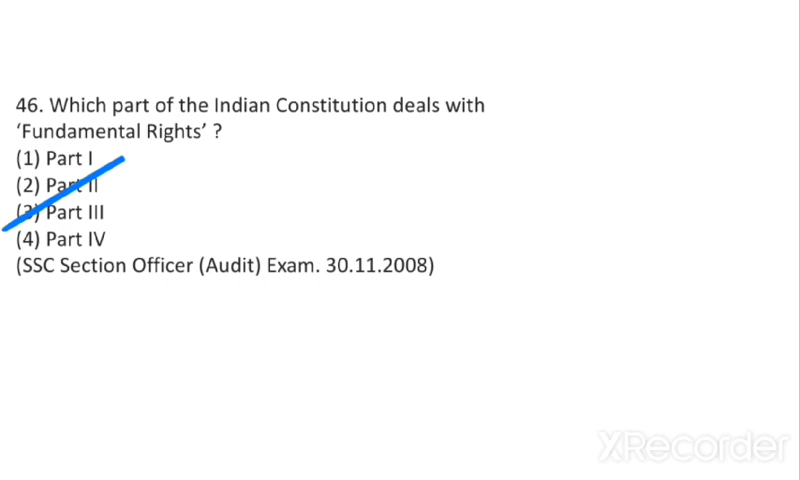 46. Which part of the Indian Constitution deals with
‘Fundamental Rights’ ?
(1) Part I
(2) Part II
(3) Part III
(4) Part IV
(SSC Section Officer (Audit) Exam. 30.11.2008)
XRecorder